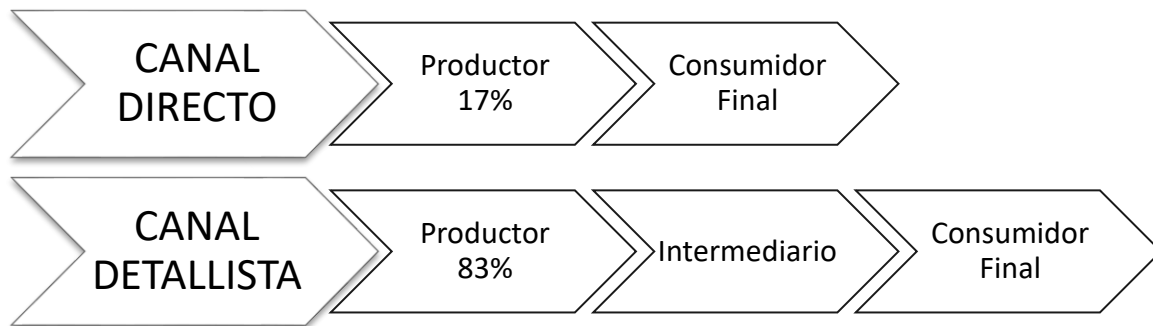 CANAL
DIRECTO
Productor
17%
Consumidor
Final
CANAL
DETALLISTA
Productor
83%
Intermediario
Consumidor
Final